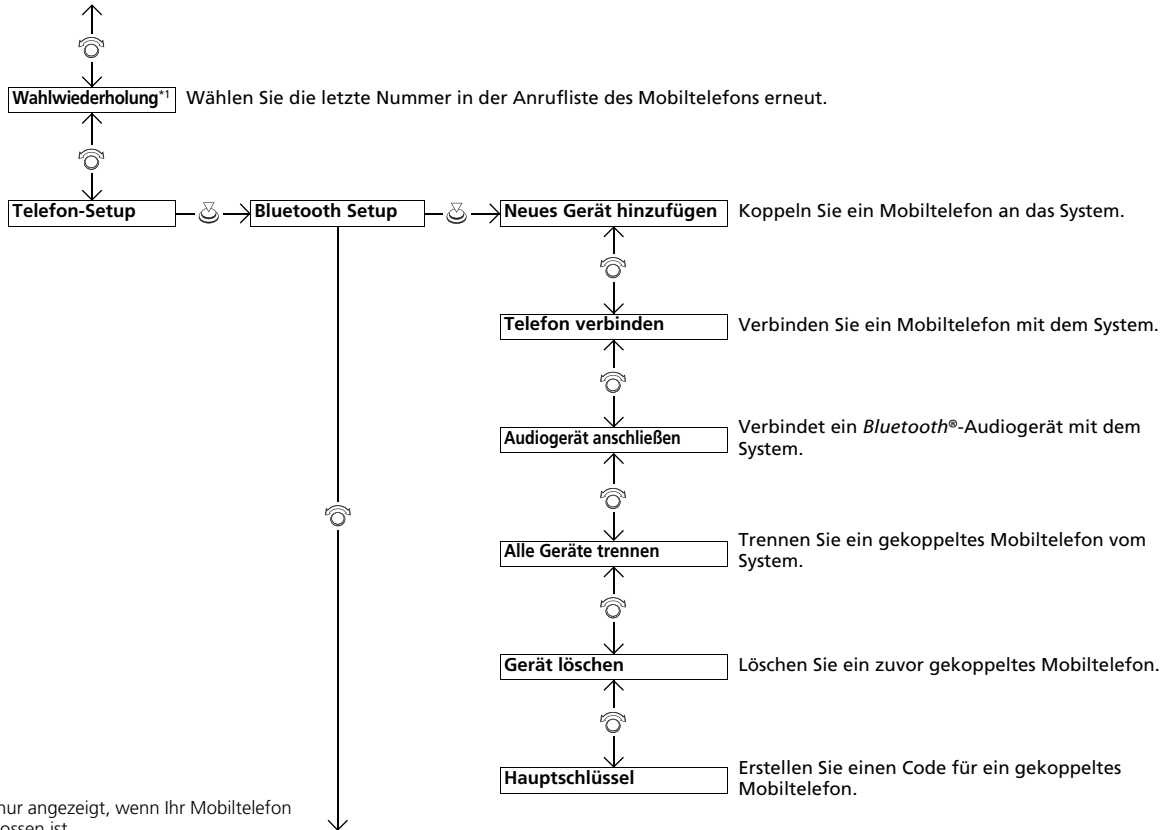 Wahlwiederholung*1 Wählen Sie die letzte Nummer in der Anrufliste des Mobiltelefons erneut.
Telefon-Setup Bluetooth Setup Neues Gerät hinzufügen Koppeln Sie ein Mobiltelefon an das System.
Telefon verbinden Verbinden Sie ein Mobiltelefon mit dem System.
Audiogerät anschließen Verbindet ein Bluetooth®-Audiogerät mit dem
System.
Alle Geräte trennen Trennen Sie ein gekoppeltes Mobiltelefon vom
System.
Gerät löschen Löschen Sie ein zuvor gekoppeltes Mobiltelefon.
Hauptschlüssel Erstellen Sie einen Code für ein gekoppeltes
Mobiltelefon.
nur angezeigt, wenn Ihr Mobiltelefon
ossen ist